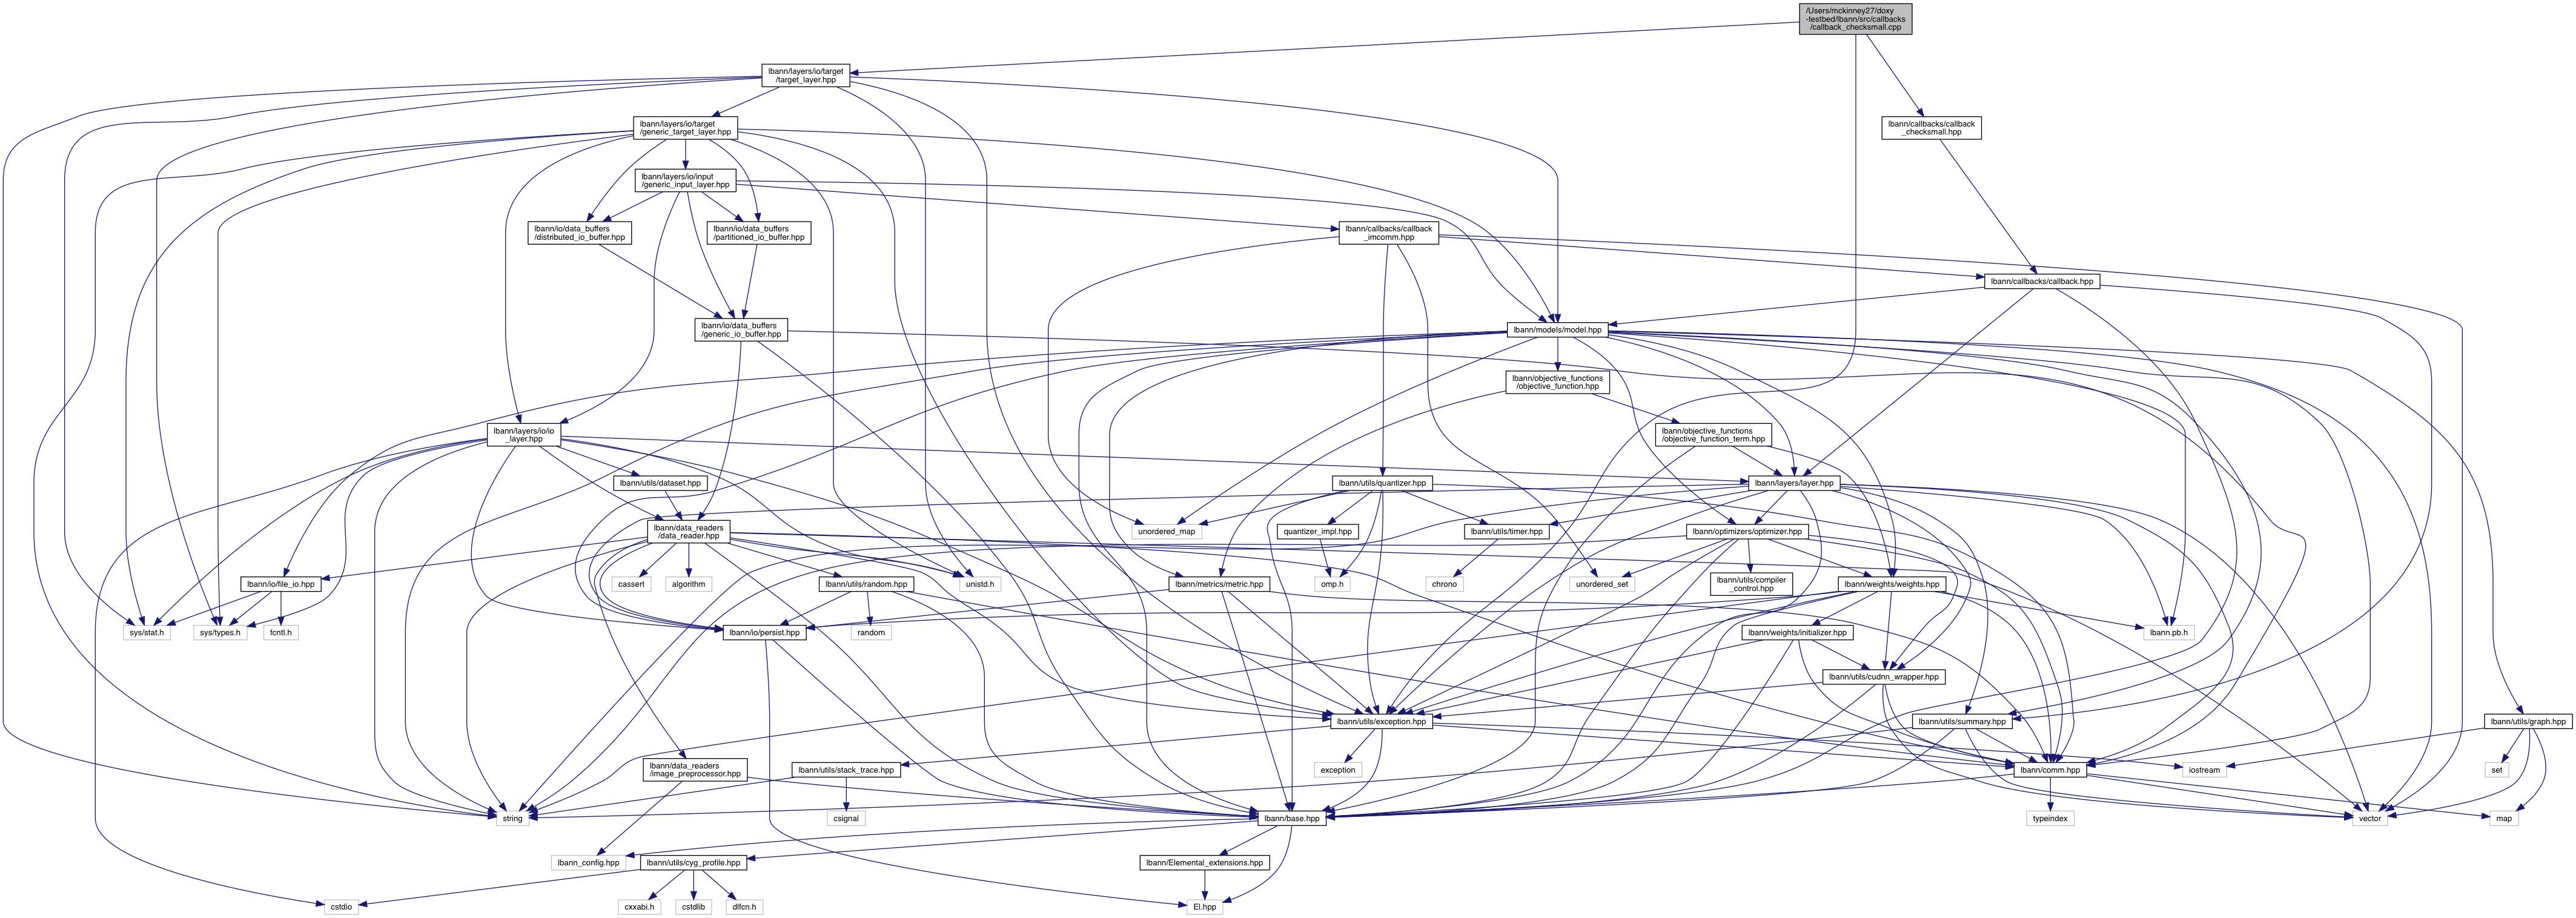 /Users/mckinney27/doxy
-testbed/lbann/src/callbacks
/callback_checksmall.cpp
lbann/layers/io/target
/target_layer.hpp
lbann/layers/io/target
/generic_target_layer.hpp
lbann/callbacks/callback
_checksmall.hpp
lbann/layers/io/input
/generic_input_layer.hpp
lbann/io/data_buffers
/distributed_io_buffer.hpp
lbann/io/data_buffers
/partitioned_io_buffer.hpp
lbann/callbacks/callback
_imcomm.hpp
lbann/callbacks/callback.hpp
lbann/io/data_buffers
/generic_io_buffer.hpp
lbann/models/model.hpp
lbann/objective_functions
/objective_function.hpp
lbann/layers/io/io
_layer.hpp
lbann/objective_functions
/objective_function_term.hpp
lbann/utils/dataset.hpp
lbann/utils/quantizer.hpp
lbann/layers/layer.hpp
lbann/data_readers
/data_reader.hpp
unordered_map
quantizer_impl.hpp
lbann/utils/timer.hpp
lbann/optimizers/optimizer.hpp
lbann/io/file_io.hpp
cassert
algorithm
lbann/utils/random.hpp
unistd.h
lbann/metrics/metric.hpp
omp.h
chrono
unordered_set
lbann/utils/compiler
_control.hpp
lbann/weights/weights.hpp
sys/stat.h
sys/types.h
fcntl.h
lbann/io/persist.hpp
random
lbann/weights/initializer.hpp
lbann.pb.h
lbann/utils/cudnn_wrapper.hpp
lbann/utils/exception.hpp
lbann/utils/summary.hpp
lbann/utils/graph.hpp
lbann/data_readers
/image_preprocessor.hpp
lbann/utils/stack_trace.hpp
exception
lbann/comm.hpp
iostream
set
string
csignal
lbann/base.hpp
typeindex
vector
map
lbann_config.hpp
lbann/utils/cyg_profile.hpp
lbann/Elemental_extensions.hpp
cstdio
cxxabi.h
cstdlib
dlfcn.h
El.hpp